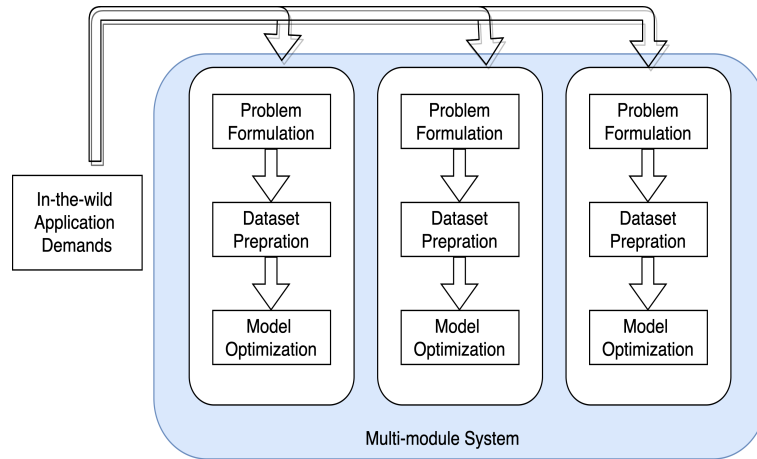 In-the-wild
Application
Demands
Problem
Formulation
Dataset
Prepration
Model
Optimization
Problem
Formulation
Dataset
Prepration
Model
Optimization
Problem
Formulation
Dataset
Prepration
Model
Optimization
Multi-module System